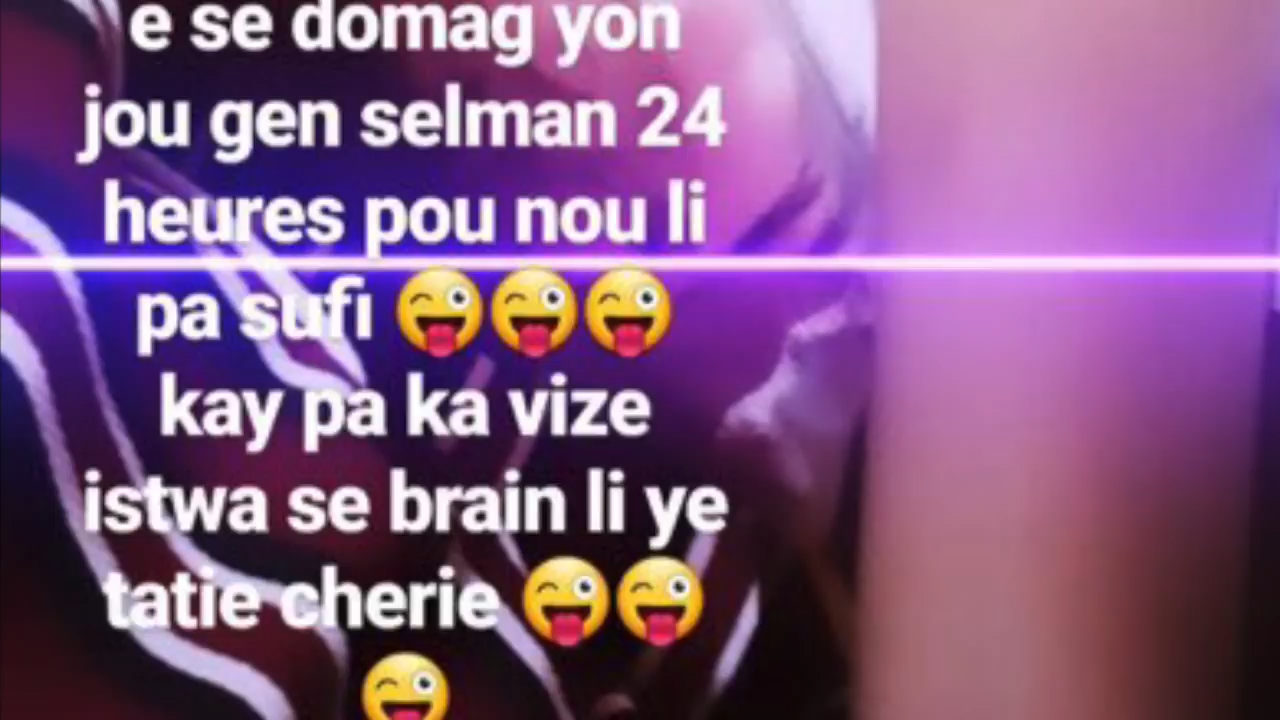 e se domag yon
jou gen selman 24
heures pou nou li
pa sufi 😜😜😜
kay pa ka vize
istwa se brain li ye
tatie cherie 😜😜
😜